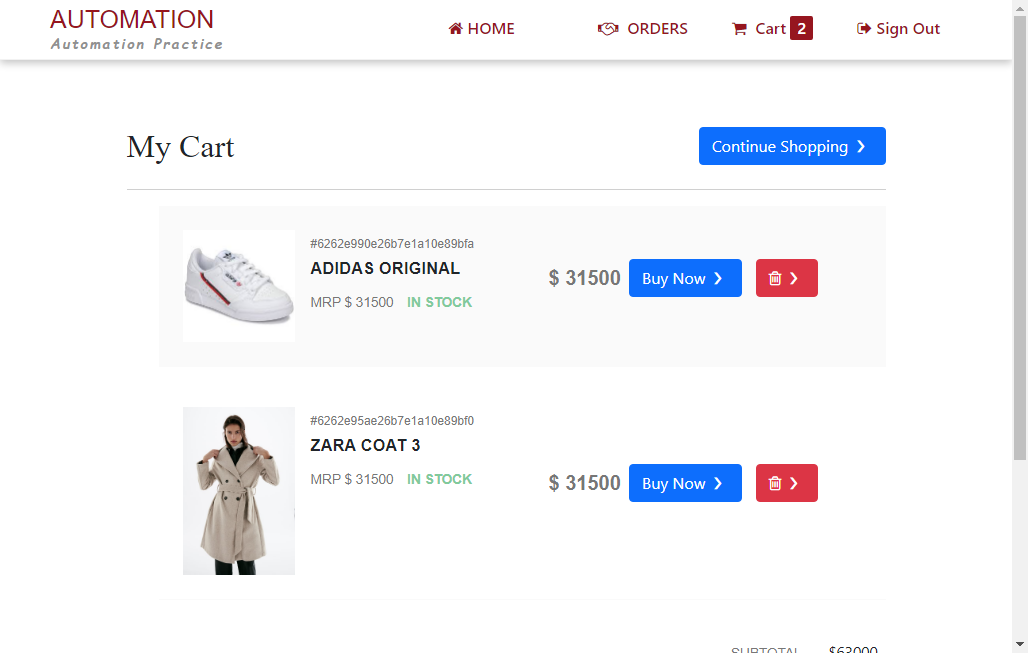 AUTOMATION
Automation Practice
HOME
ORDERS
Cart 2
Sign Out
My Cart
Continue Shopping
#6262e990e26b7e1a10e89bfa
ADIDAS ORIGINAL
MRP $ 31500 IN STOCK
$ 31500
Buy Now
#6262e95ae26b7e1a10e89bf0
ZARA COAT 3
MRP $ 31500 IN STOCK
$ 31500
Buy Now
SUBTOTAL $63000